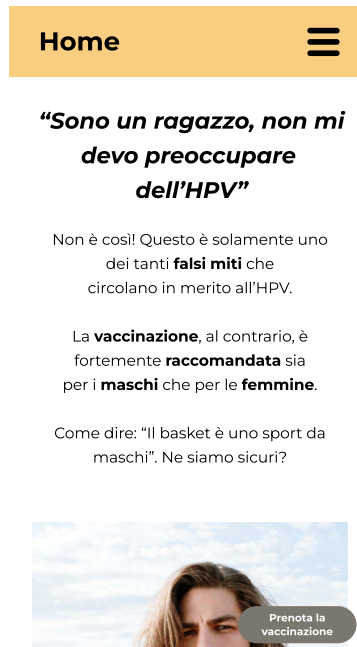 Home
“Sono un ragazzo, non mi
devo preoccupare
dell’HPV”
Non è così! Questo è solamente uno
dei tanti falsi miti che
circolano in merito all’HPV.
La vaccinazione, al contrario, è
fortemente raccomandata sia
per i maschi che per le femmine.
Come dire: “Il basket è uno sport da
maschi”. Ne siamo sicuri?
Prenota la
vaccinazione